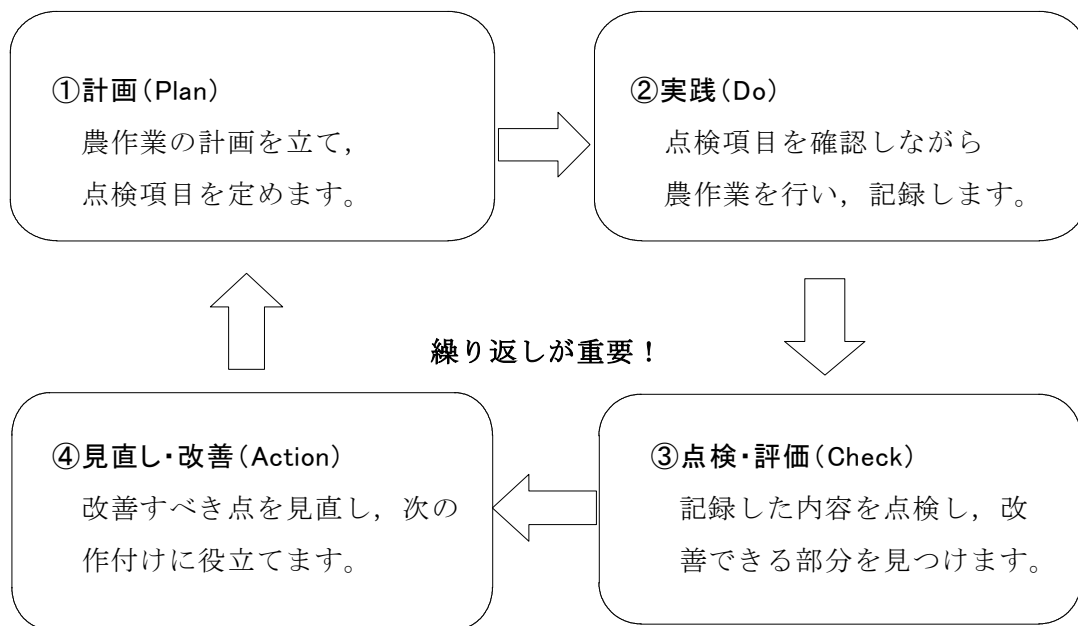 ①計画(Plan)
農作業の計画を立て，
点検項目を定めます。
②実践(Do)
点検項目を確認しながら
農作業を行い，記録します。
繰り返しが重要！
③点検・評価(Check)
記録した内容を点検し，改
善できる部分を見つけます。
④見直し・改善(Action)
改善すべき点を見直し，次の
作付けに役立てます。